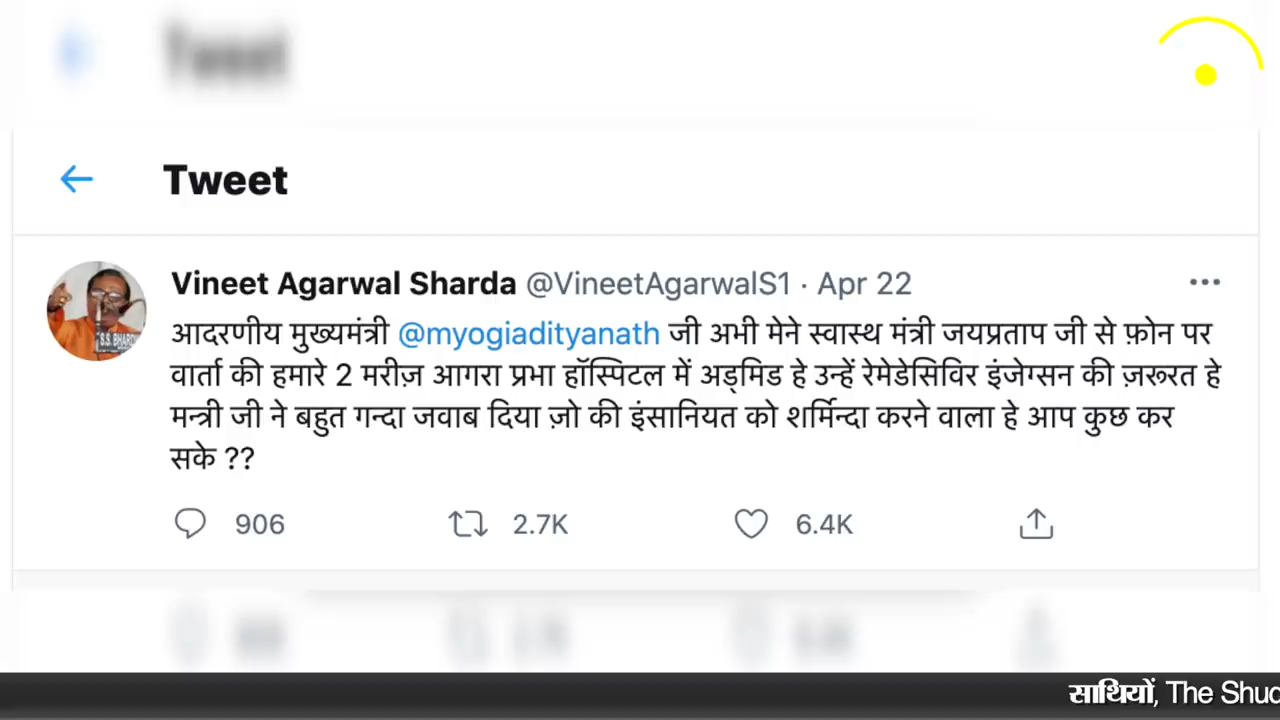 Tweet
Tweet
Vineet Agarwal Sharda @VineetAgarwalS1 · Apr 22
आदरणीय मुख्यमंत्री @myogiadityanath जी अभी मेने स्वास्थ मंत्री जयप्रताप जी से फ़ोन पर
वार्ता की हमारे 2 मरीज़ आगरा प्रभा हॉस्पिटल में अड्मिड हे उन्हें रेमेडेसिविर इंजेग्सन की ज़रूरत हे
मन्त्री जी ने बहुत गन्दा जवाब दिया ज़ो की इंसानियत को शर्मिन्दा करने वाला हे आप कुछ कर
सके ??
906 2.7K 6.4K
साथियों, The Shud